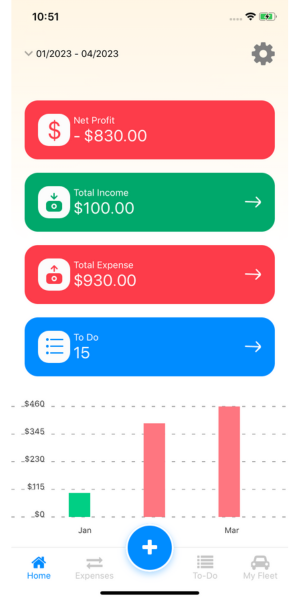 10:51
01/2023 - 04/2023
Net Profit
- $830.00
Total Income
$100.00
Total Expense
$930.00
To Do
15
$460
$345
$230
$115
$0
Jan
Mar
Home
Expenses
To-Do
My Fleet